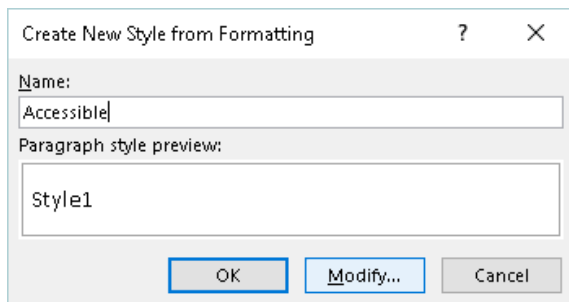 Create New Style from Formatting ? ×
Name:
Accessible
Paragraph style preview:
Style1
OK Modify... Cancel